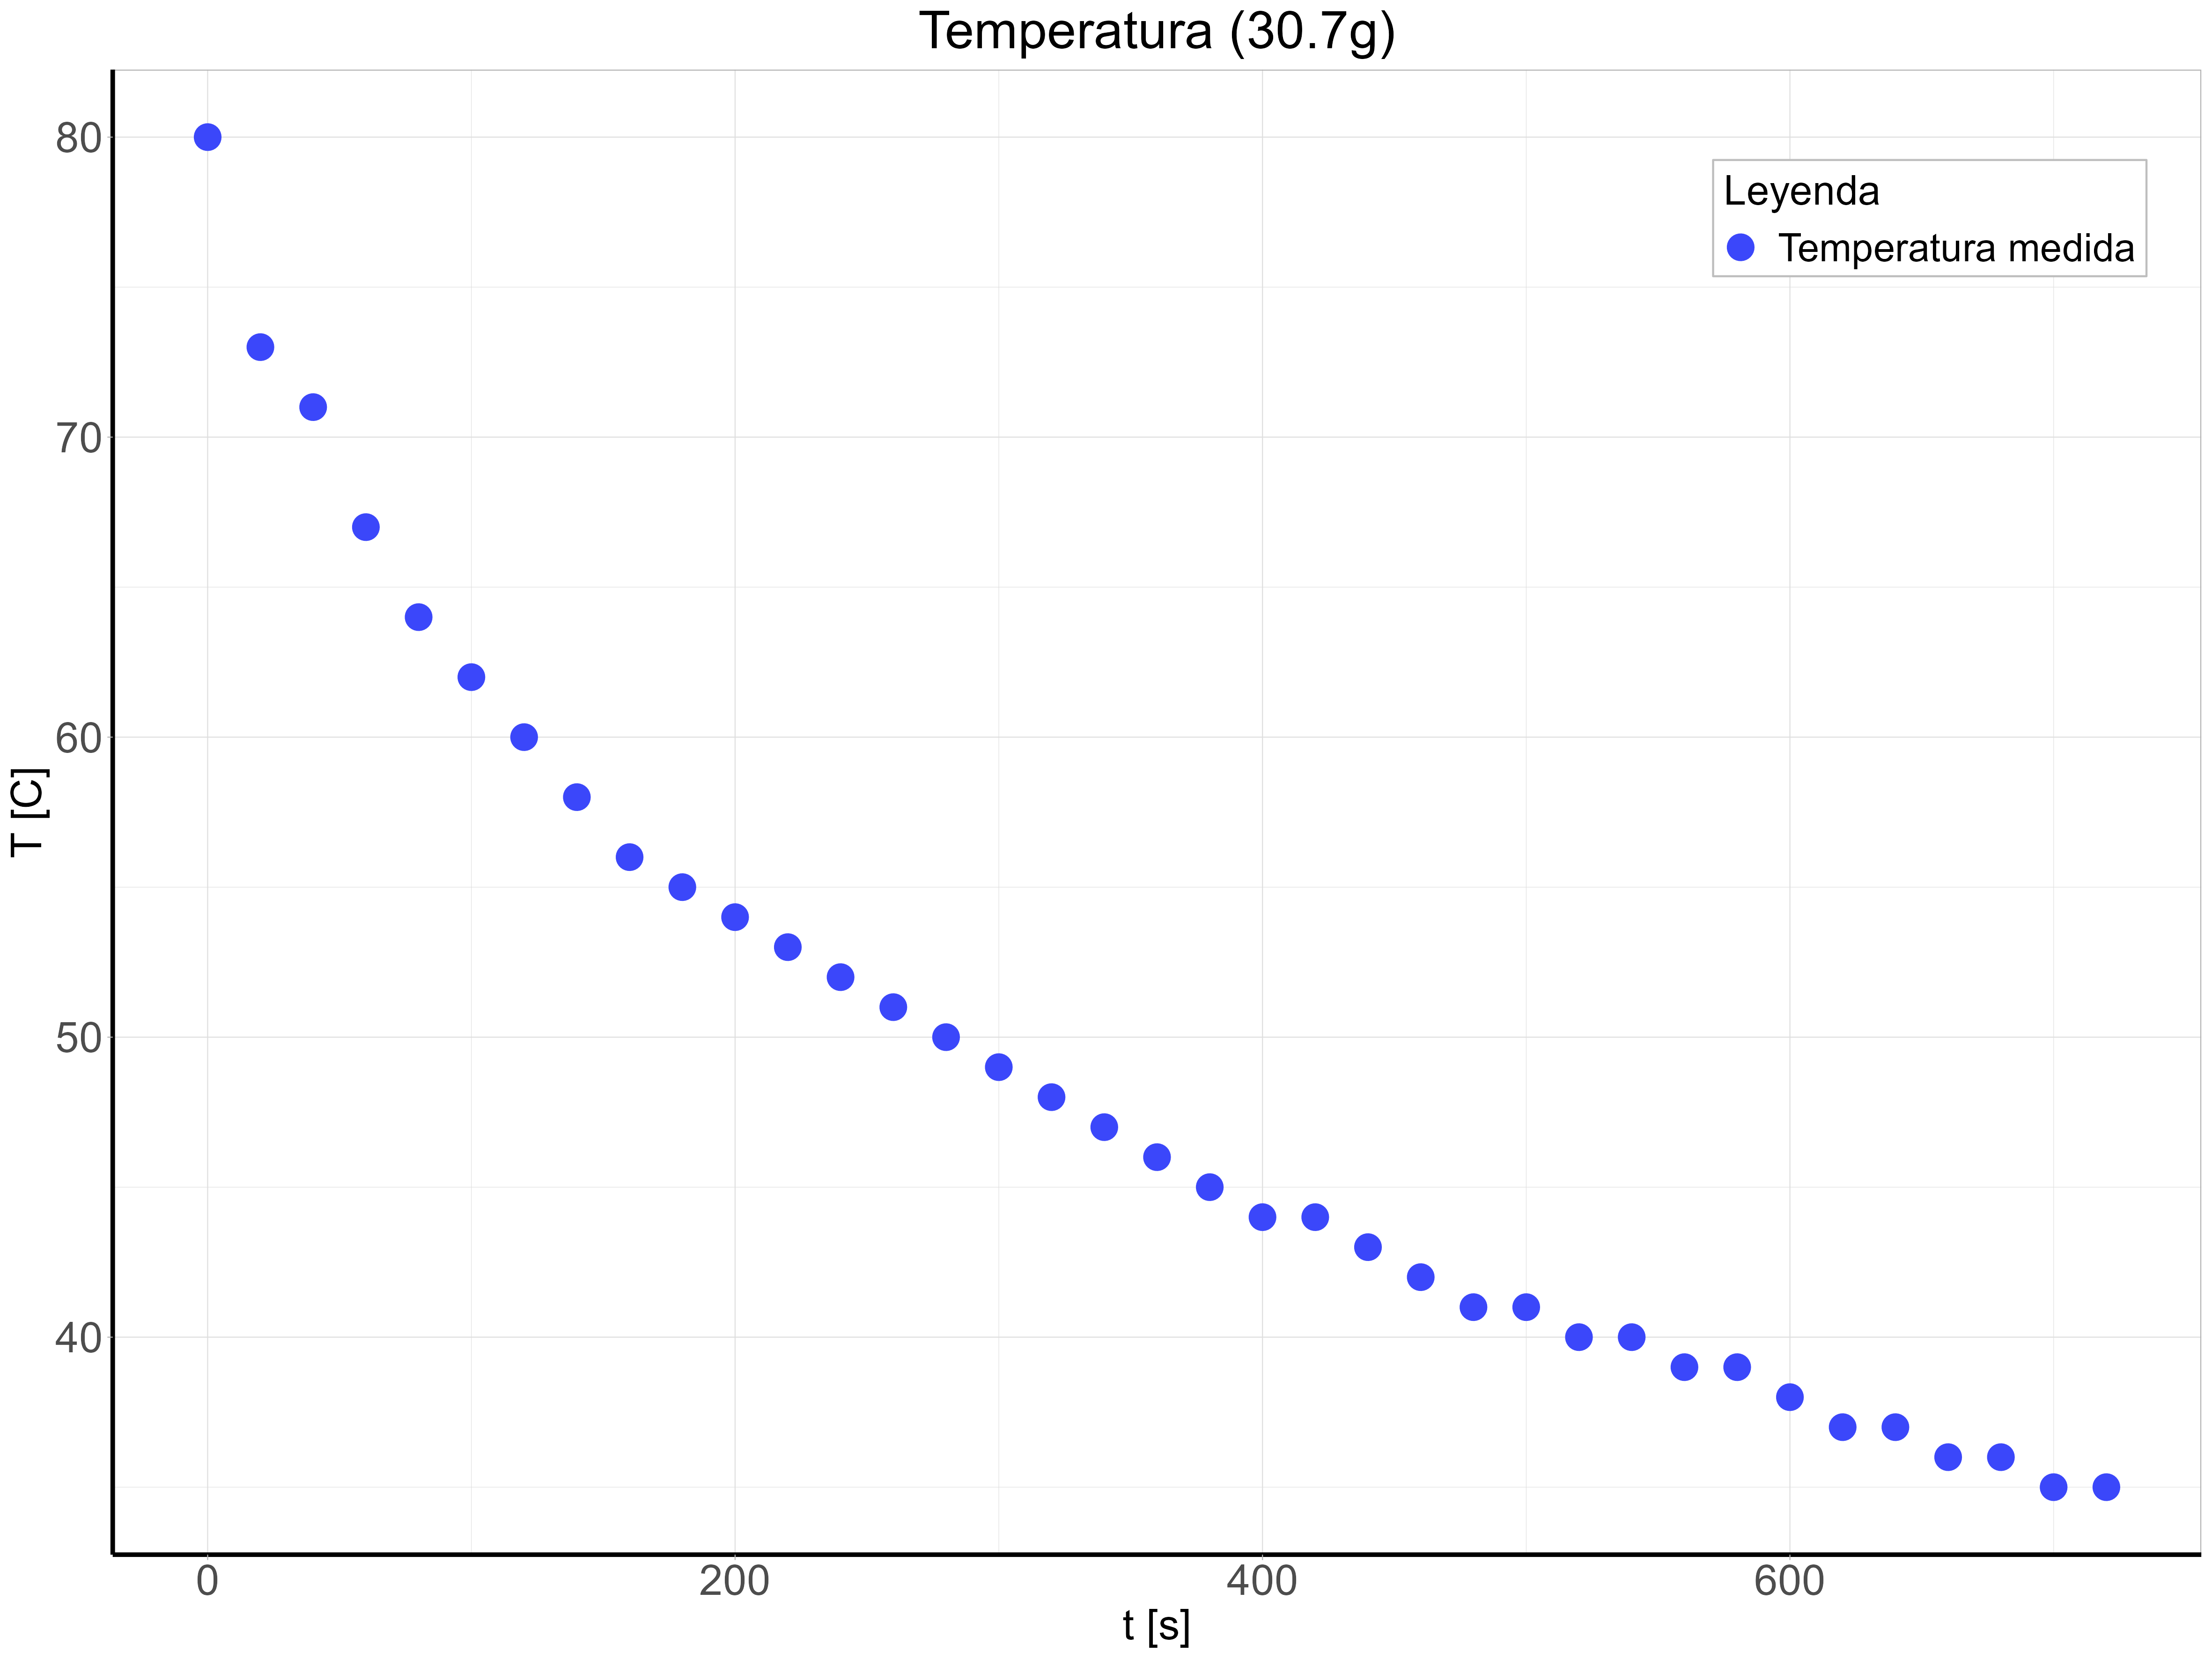 Temperatura (30.7g)
Leyenda
Temperatura medida
80
70
60
50
40
T [C]
0 200 400 600
t [s]